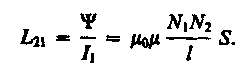 L₂₁ = Ψ / I₁ = μ₀μ N₁N₂ / l S.